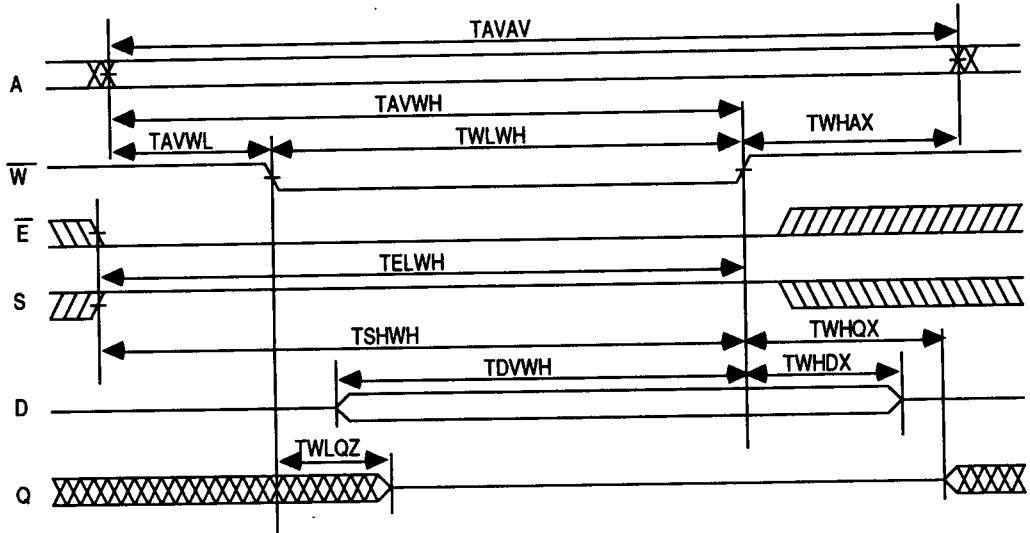 TAVAV
A
TAVWH
TAVWL TWLWH TWHAX
W
E
TELWH
S
TSHWH TWHQX
TDVWH TWHDX
D
TWLQZ
Q